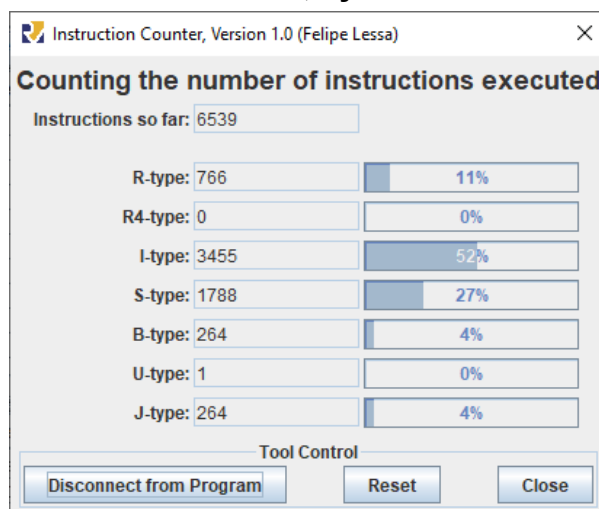 Instruction Counter, Version 1.0 (Felipe Lessa)
Counting the number of instructions executed
Instructions so far: 6539
R-type: 766 11%
R4-type: 0 0%
I-type: 3455 52%
S-type: 1788 27%
B-type: 264 4%
U-type: 1 0%
J-type: 264 4%
Tool Control
Disconnect from Program Reset Close